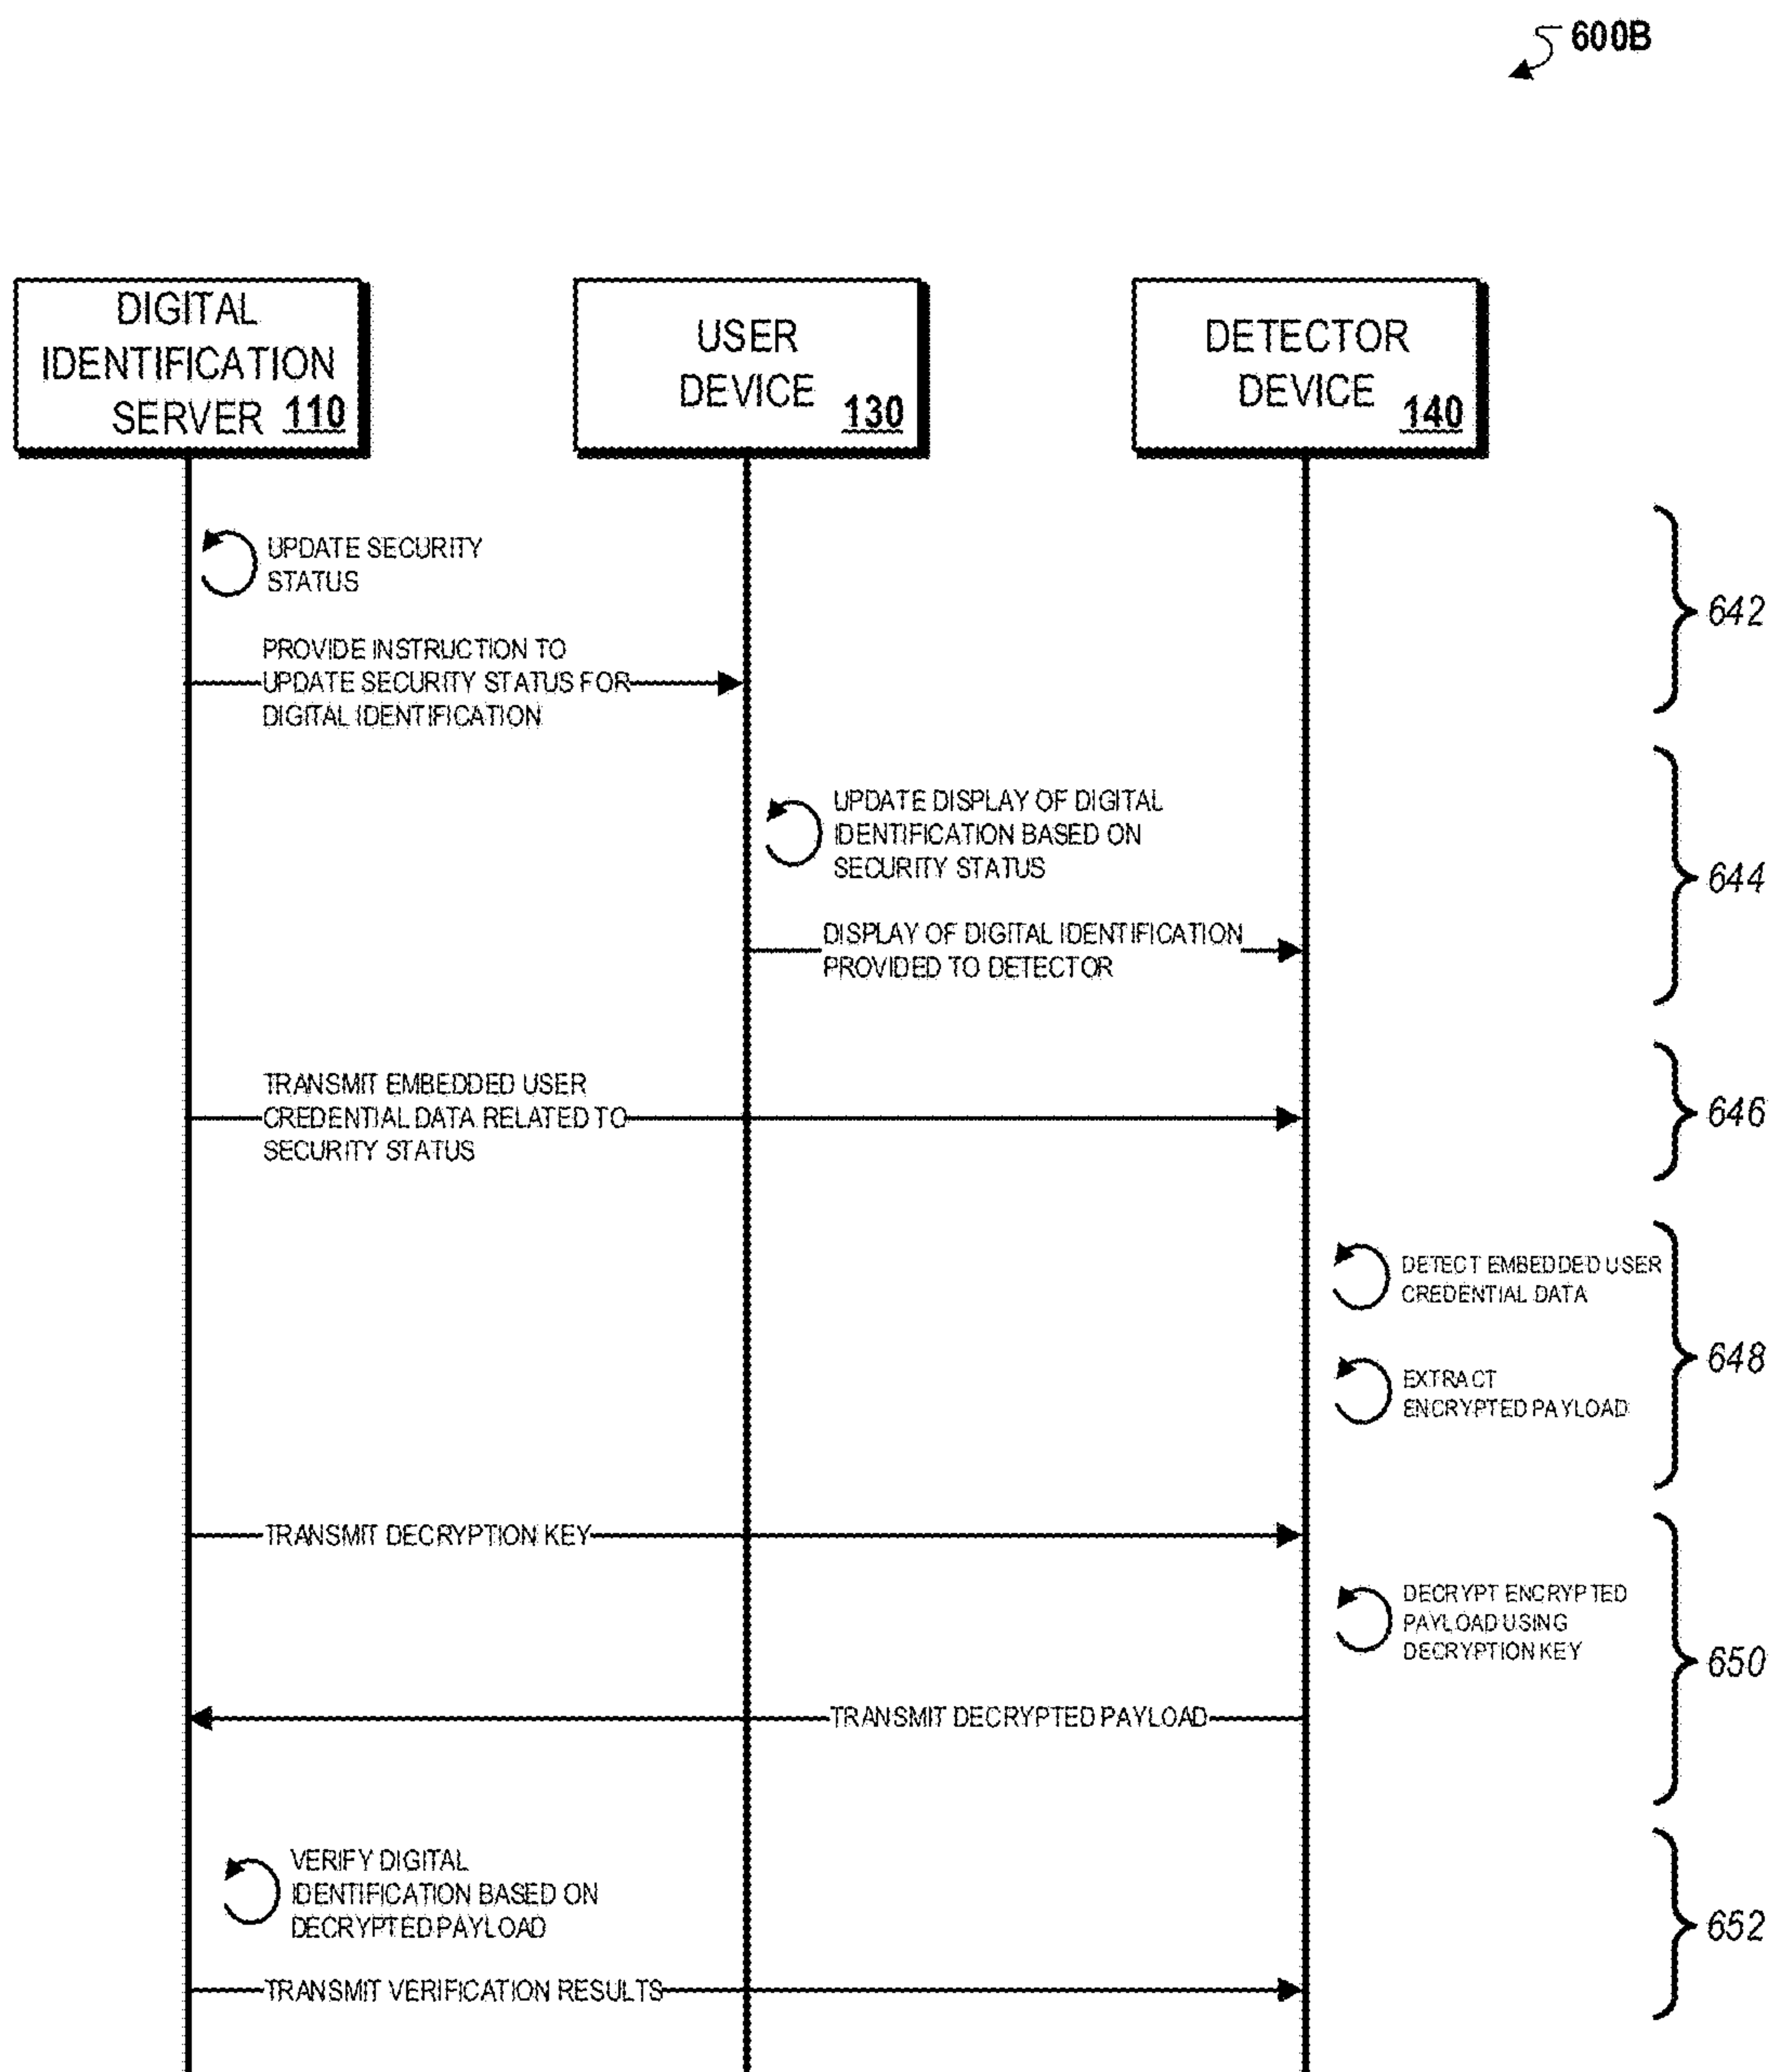 600B
DIGITAL
IDENTIFICATION
SERVER 110
USER
DEVICE 130
DETECTOR
DEVICE 140
UPDATE SECURITY
STATUS
642
PROVIDE INSTRUCTION TO
UPDATE SECURITY STATUS FOR
DIGITAL IDENTIFICATION
UPDATE DISPLAY OF DIGITAL
IDENTIFICATION BASED ON
SECURITY STATUS
644
DISPLAY OF DIGITAL IDENTIFICATION
PROVIDED TO DETECTOR
TRANSMIT EMBEDDED USER
CREDENTIAL DATA RELATED TO
SECURITY STATUS
646
DETECT EMBEDDED USER
CREDENTIAL DATA
648
EXTRACT
ENCRYPTED PAYLOAD
TRANSMIT DECRYPTION KEY
DECRYPT ENCRYPTED
PAYLOAD USING
DECRYPTION KEY
650
TRANSMIT DECRYPTED PAYLOAD
VERIFY DIGITAL
IDENTIFICATION BASED ON
DECRYPTED PAYLOAD
652
TRANSMIT VERIFICATION RESULTS